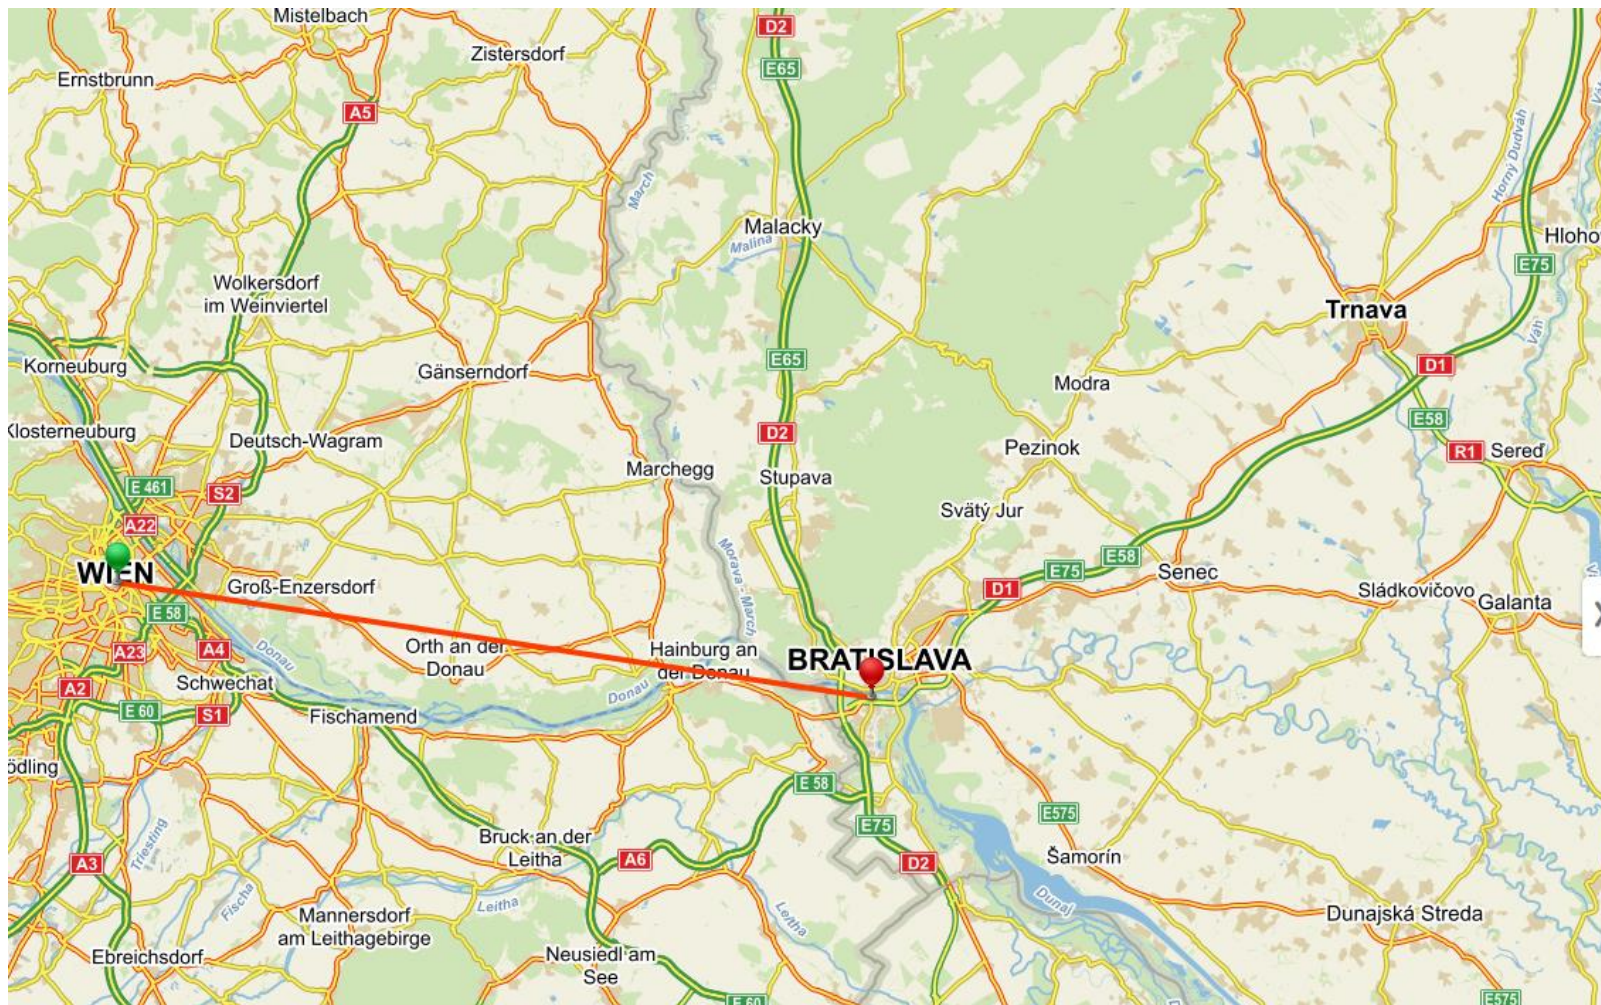 Mistelbach
D2
Zistersdorf
E65
Ernstbrunn
A5
Horný Dudváh
March
Malacky
Malina
Hloho
E75
Wolkersdorf
im Weinviertel
Trnava
Váh
Korneuburg
E65
Gänserndorf
D1
Modra
E58
Klosterneuburg
Deutsch-Wagram
D2
Pezinok
R1
Sereď
Marchegg
Stupava
E 461
S2
Svätý Jur
A22
Morava - March
E58
WIEN
E75
Senec
Groß-Enzersdorf
D1
Sládkovičovo
Galanta
E 58
Donau
A23
A4
Orth an der
Donau
Hainburg an
der Donau
BRATISLAVA
Schwechat
A2
Donau
E 60
S1
Fischamend
ödling
E 58
Triesting
E575
E75
Bruck an der
Leitha
A6
Šamorín
A3
D2
Fischa
Leitha
Leitha
Dunaj
Mannersdorf
am Leithagebirge
Dunajská Streda
Ebreichsdorf
Neusiedl am
See
E 60
E575